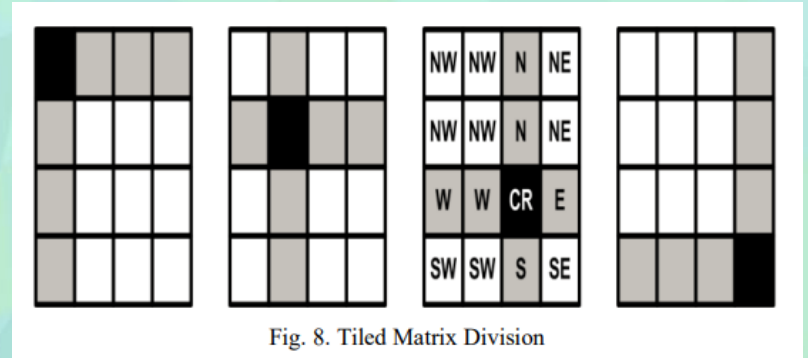 NW NW N NE
NW NW N NE
W W CR E
SW SW S SE
Fig. 8. Tiled Matrix Division